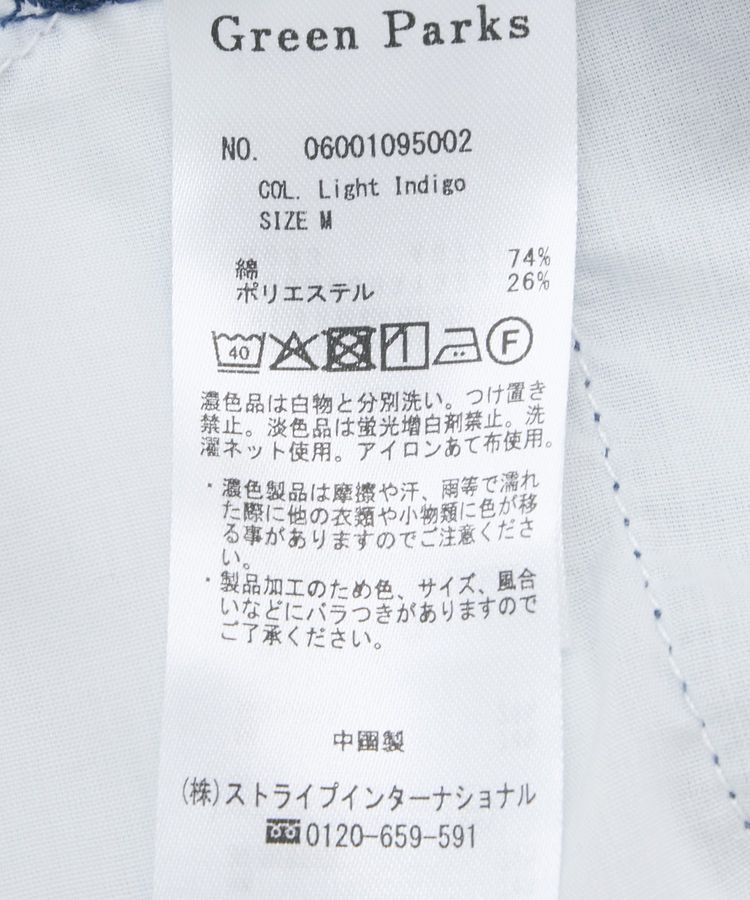 Green Parks
NO. 06001095002
COL. Light Indigo
SIZE M
綿 74%
ポリエステル 26%
40 F
濃色品は白物と分別洗い。つけ置き
禁止。淡色品は蛍光増白剤禁止。洗
濯ネット使用。アイロンあて布使用。
・濃色製品は摩擦や汗、雨等で濡れ
た際に他の衣類や小物類に色が移
る事がありますのでご注意くださ
い。
・製品加工のため色、サイズ、風合
いなどにバラつきがありますので
ご了承ください。
中国製
(株)ストライプインターナショナル
0120-659-591